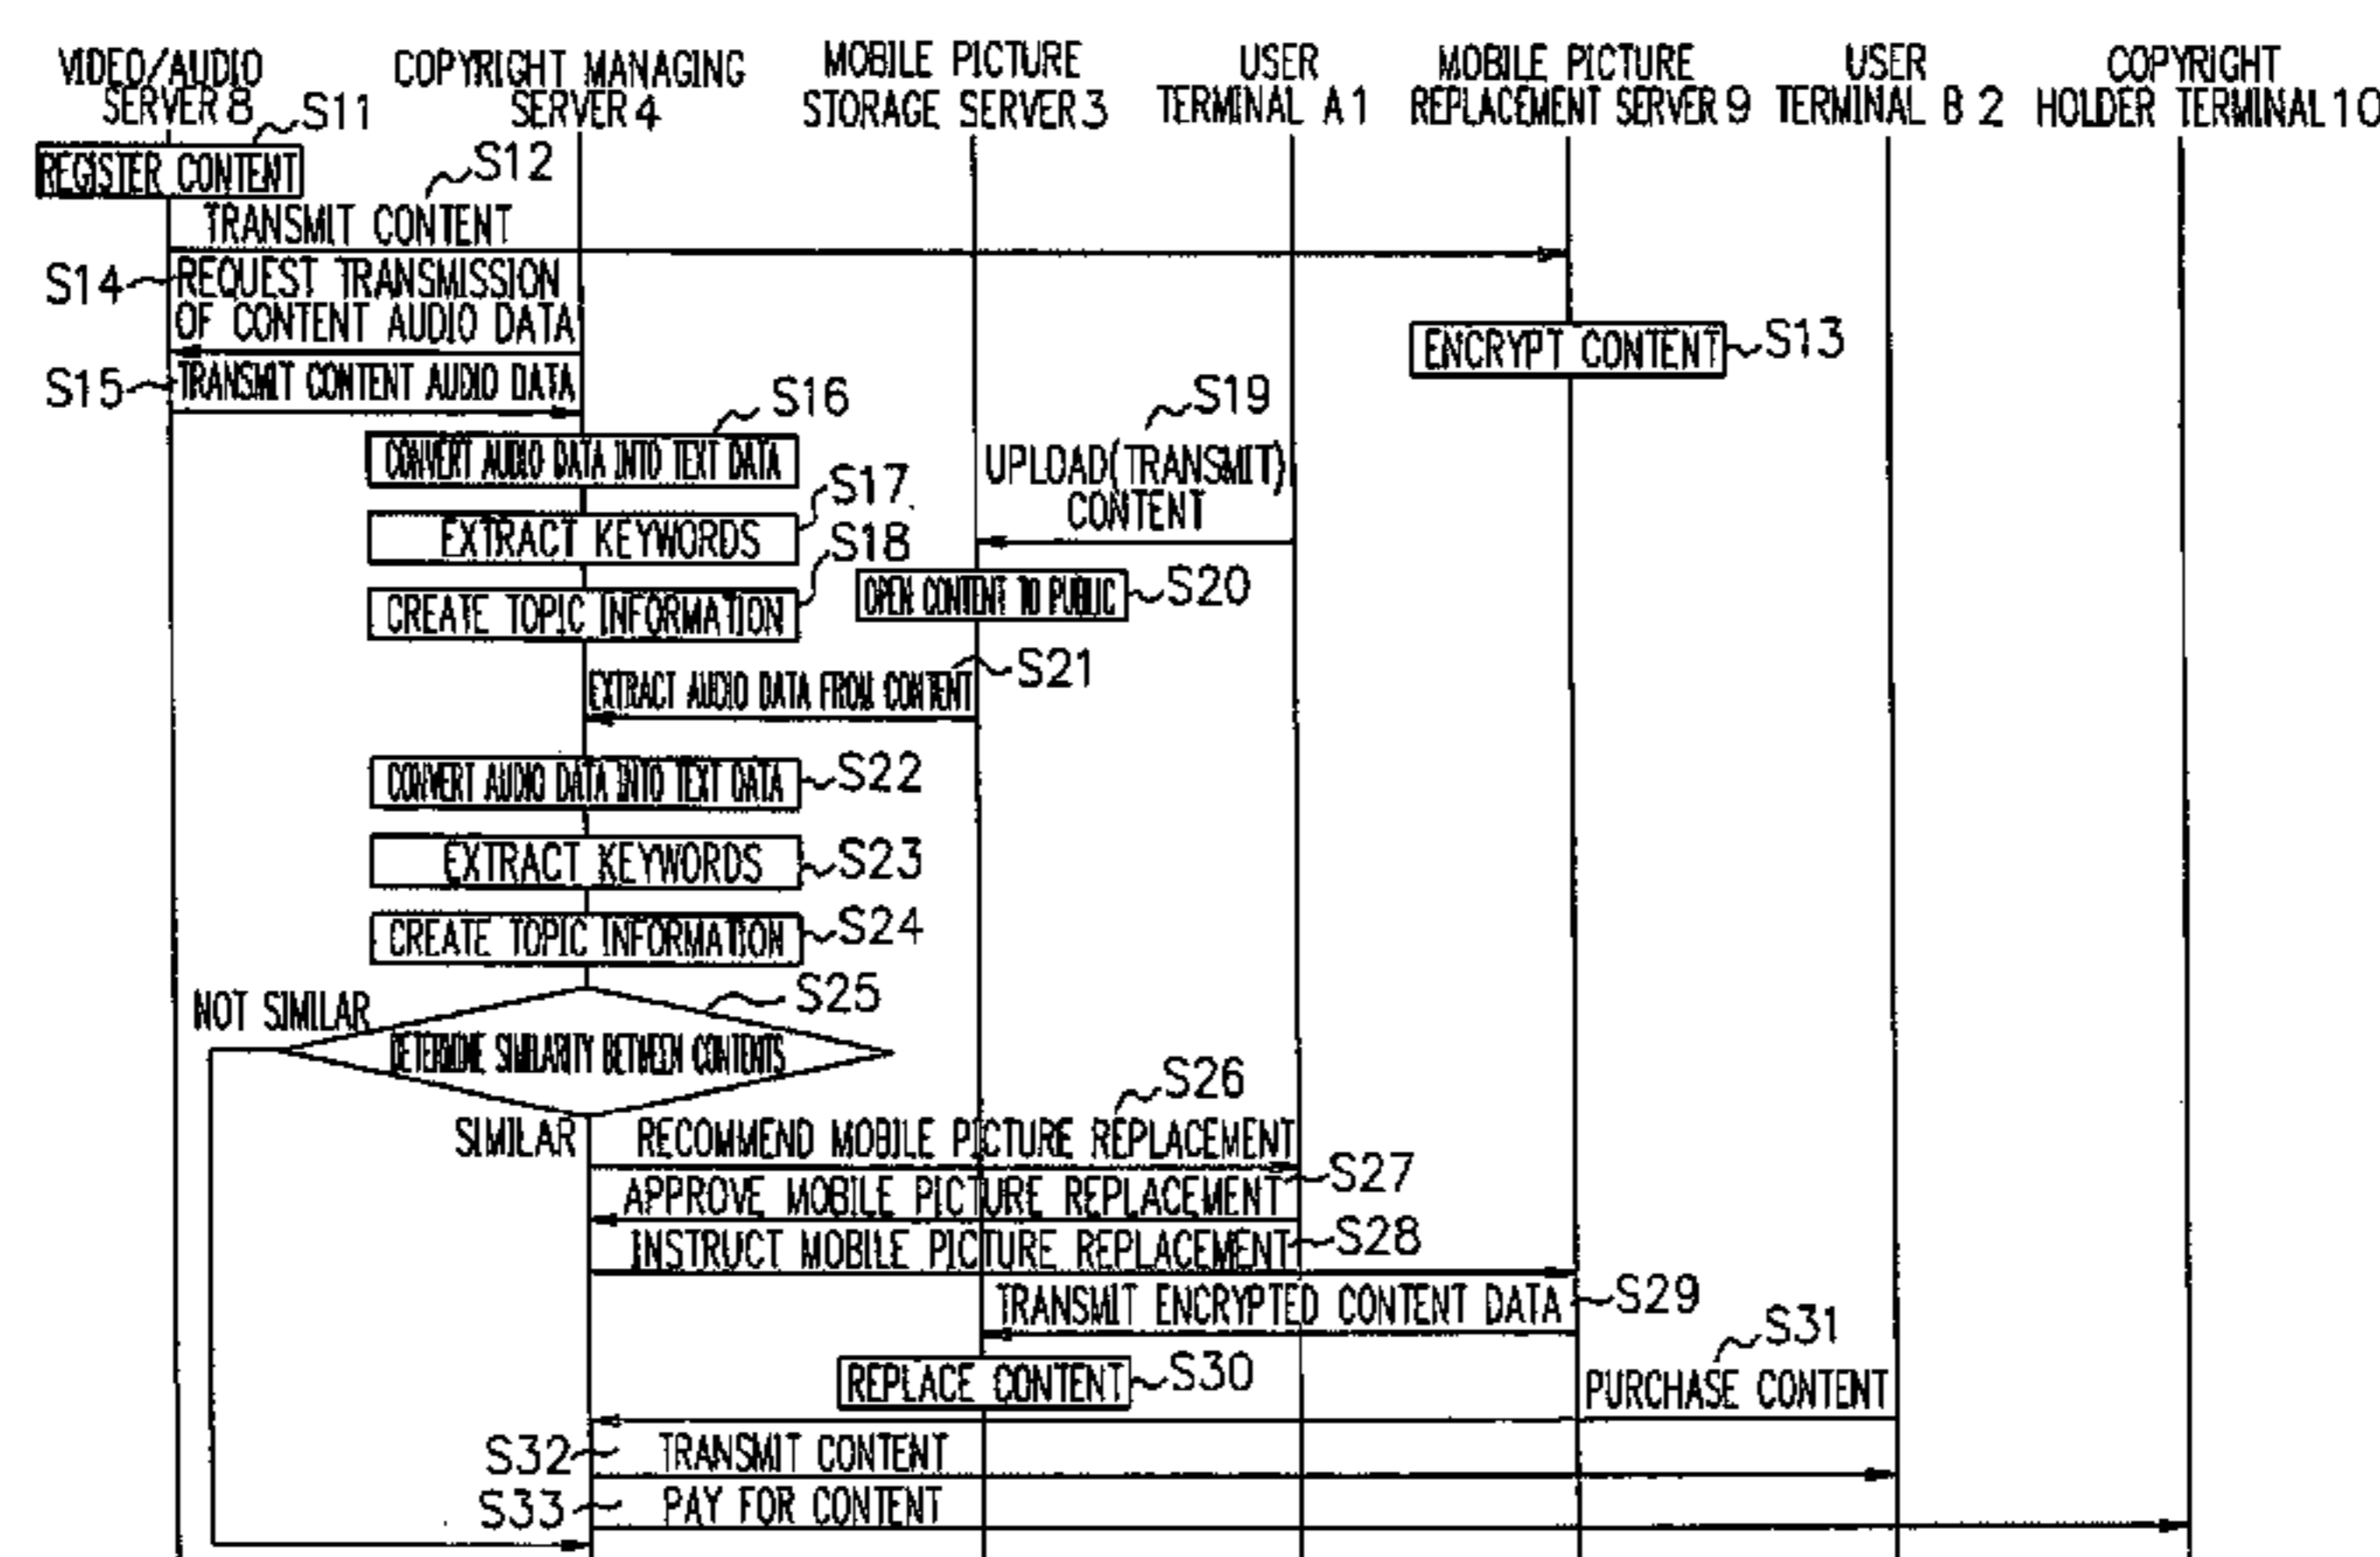 VIDEO/AUDIO
SERVER 8
COPYRIGHT MANAGING
SERVER 4
MOBILE PICTURE
STORAGE SERVER 3
USER
TERMINAL A 1
MOBILE PICTURE
REPLACEMENT SERVER 9
USER
TERMINAL B 2
COPYRIGHT
HOLDER TERMINAL 10
S11
REGISTER CONTENT
S12
TRANSMIT CONTENT
S14
REQUEST TRANSMISSION
OF CONTENT AUDIO DATA
ENCRYPT CONTENT
S13
S15
TRANSMIT CONTENT AUDIO DATA
S16
CONVERT AUDIO DATA INTO TEXT DATA
S19
UPLOAD(TRANSMIT)
CONTENT
S17
EXTRACT KEYWORDS
S18
CREATE TOPIC INFORMATION
OPEN CONTENT TO PUBLIC
S20
EXTRACT AUDIO DATA FROM CONTENT
S21
CONVERT AUDIO DATA INTO TEXT DATA
S22
EXTRACT KEYWORDS
S23
CREATE TOPIC INFORMATION
S24
NOT SIMILAR
S25
DETERMINE SIMILARITY BETWEEN CONTENTS
SIMILAR
S26
RECOMMEND MOBILE PICTURE REPLACEMENT
S27
APPROVE MOBILE PICTURE REPLACEMENT
S28
INSTRUCT MOBILE PICTURE REPLACEMENT
S29
TRANSMIT ENCRYPTED CONTENT DATA
REPLACE CONTENT
S30
S31
PURCHASE CONTENT
S32
TRANSMIT CONTENT
S33
PAY FOR CONTENT